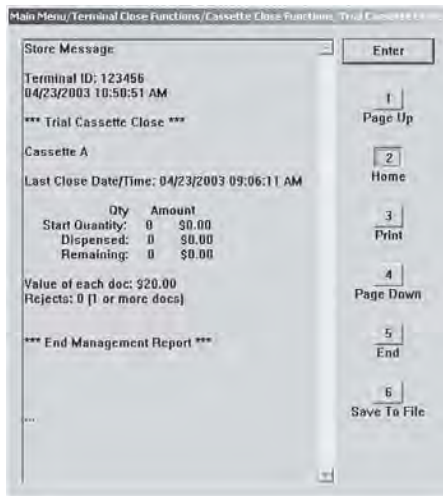 Main Menu/Terminal Close Functions/Cassette Close Functions/Trial Cassette
Store Message
Terminal ID: 123456
04/23/2003 10:50:51 AM
*** Trial Cassette Close ***
Cassette A
Last Close Date/Time: 04/23/2003 09:06:11 AM
Qty Amount
Start Quantity: 0 $0.00
Dispensed: 0 $0.00
Remaining: 0 $0.00
Value of each doc: $20.00
Rejects: 0 (1 or more docs)
*** End Management Report ***
...
Enter
1
Page Up
2
Home
3
Print
4
Page Down
5
End
6
Save To File